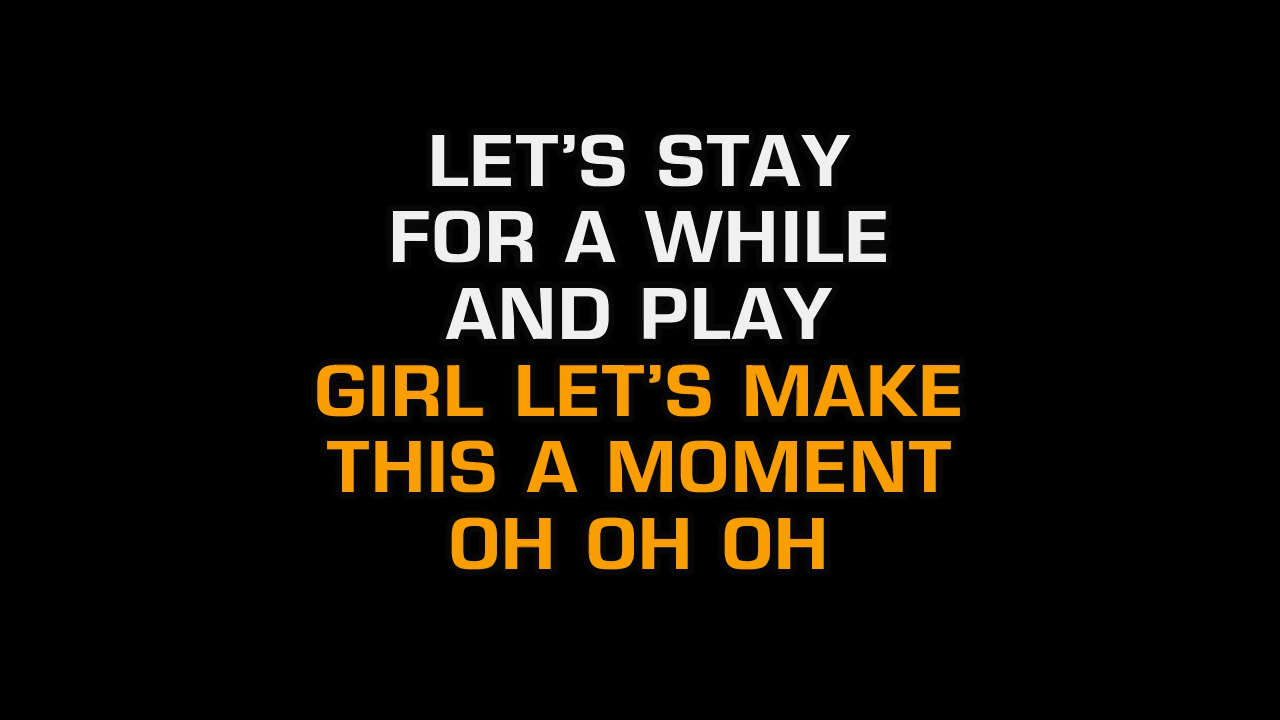 LET’S STAY
FOR A WHILE
AND PLAY
GIRL LET’S MAKE
THIS A MOMENT
OH OH OH